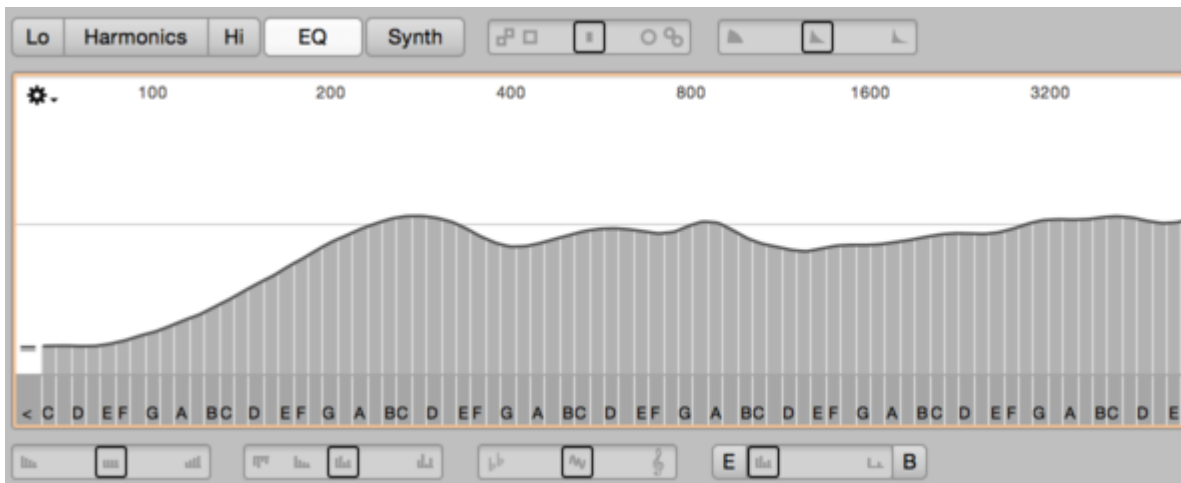 Lo Harmonics Hi EQ Synth
100 200 400 800 1600 3200
< C D E F G A B C D E F G A B C D E F G A B C D E F G A B C D E F G A B C D E F G A B C D E
E B